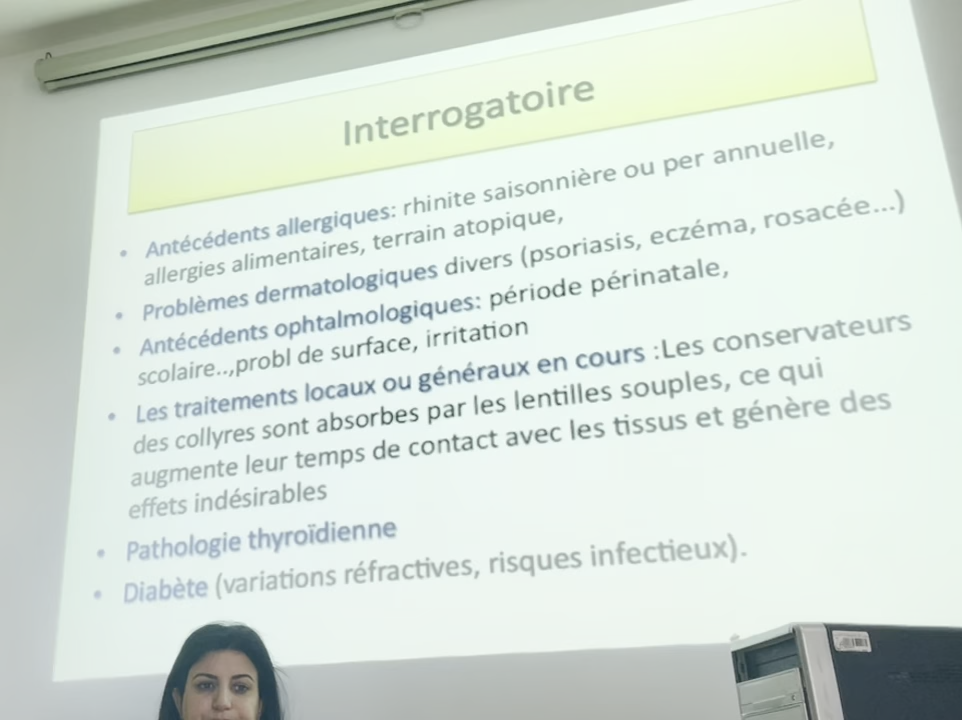 Interrogatoire
• Antécédents allergiques: rhinite saisonnière ou per annuelle,
allergies alimentaires, terrain atopique,
• Problèmes dermatologiques divers (psoriasis, eczéma, rosacée...)
• Antécédents ophtalmologiques: période périnatale,
scolaire..,probl de surface, irritation
• Les traitements locaux ou généraux en cours :Les conservateurs
des collyres sont absorbes par les lentilles souples, ce qui
augmente leur temps de contact avec les tissus et génère des
effets indésirables
• Pathologie thyroïdienne
• Diabète (variations réfractives, risques infectieux).